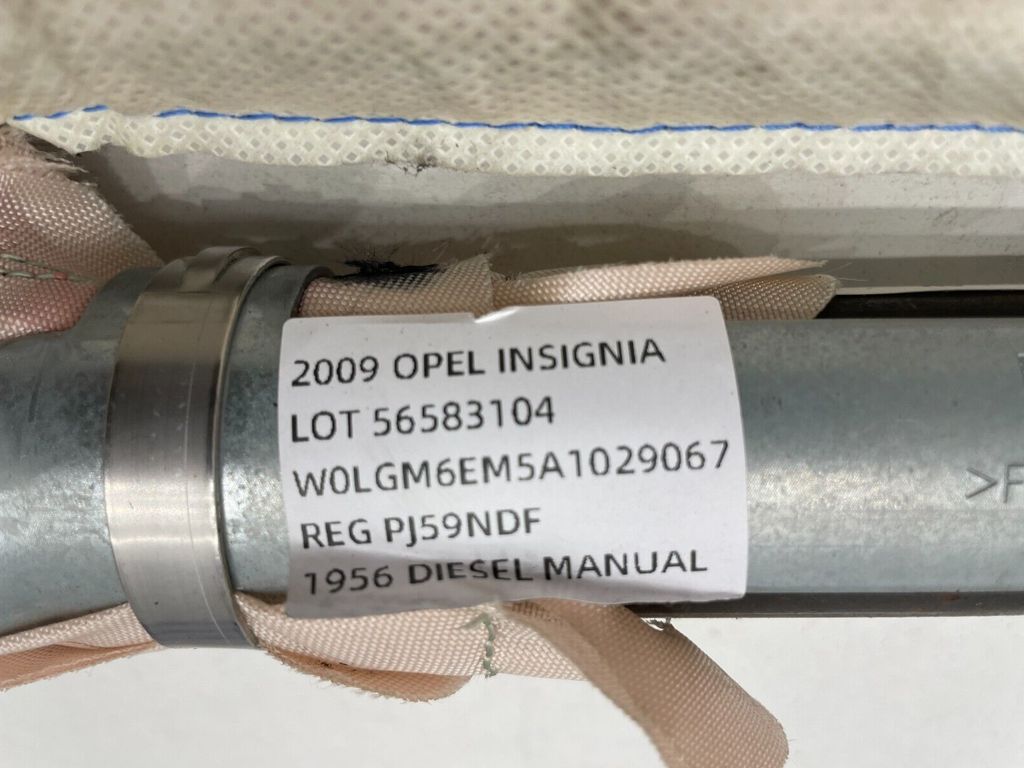 2009 OPEL INSIGNIA
LOT 56583104
W0LGM6EM5A1029067
REG PJ59NDF
1956 DIESEL MANUAL